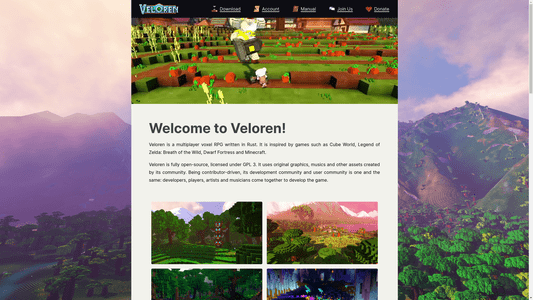 VELOREN Download Account Manual Join Us Donate
Welcome to Veloren!
Veloren is a multiplayer voxel RPG written in Rust. It is inspired by games such as Cube World, Legend of
Zelda: Breath of the Wild, Dwarf Fortress and Minecraft.
Veloren is fully open-source, licensed under GPL 3. It uses original graphics, musics and other assets created
by its community. Being contributor-driven, its development community and user community is one and the
same: developers, players, artists and musicians come together to develop the game.